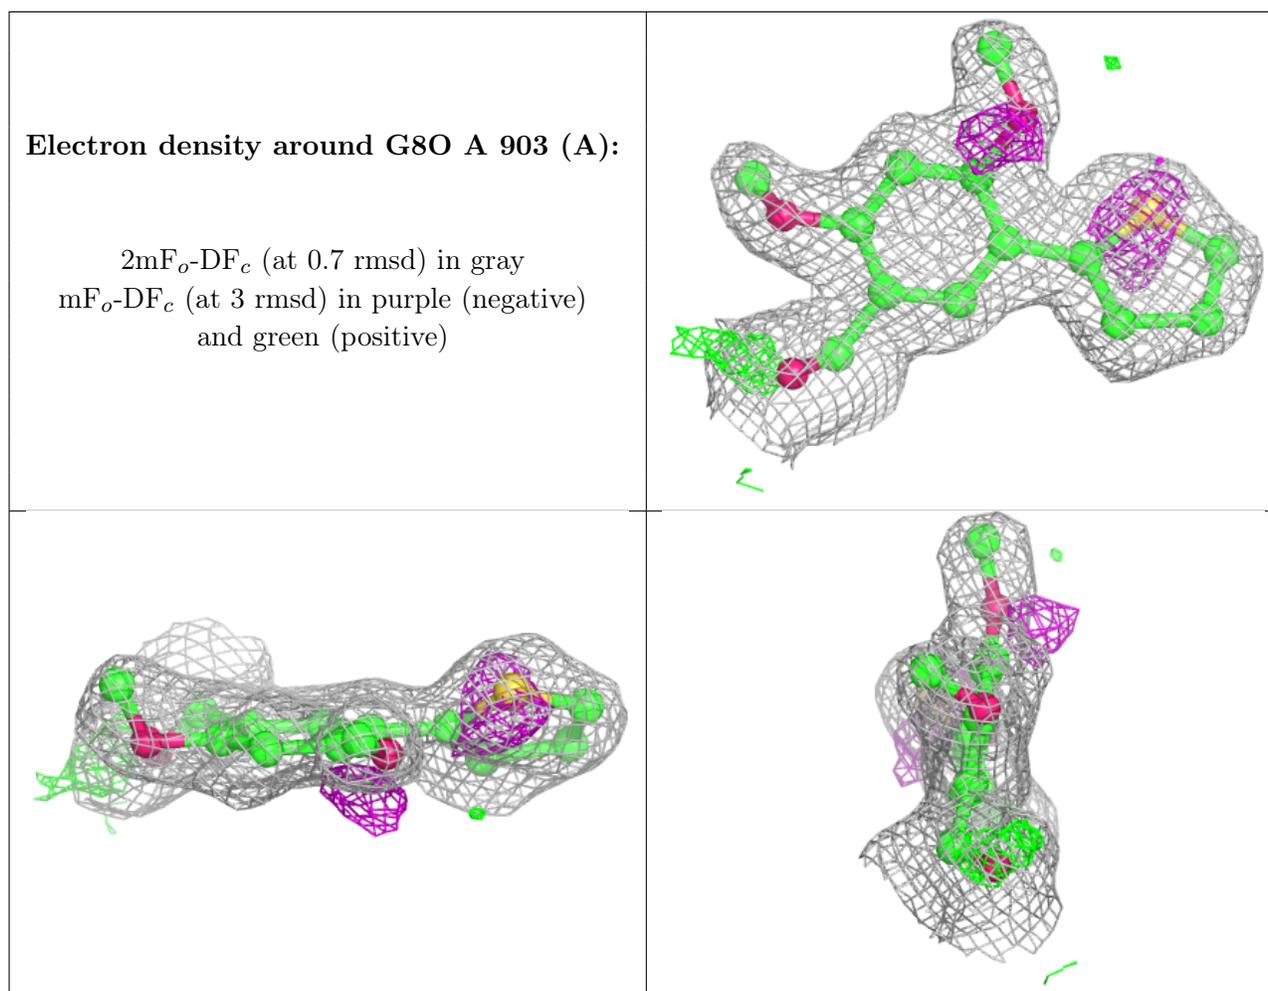 Electron density around G8O A 903 (A):
2mFo-DFc (at 0.7 rmsd) in gray
mFo-DFc (at 3 rmsd) in purple (negative)
and green (positive)